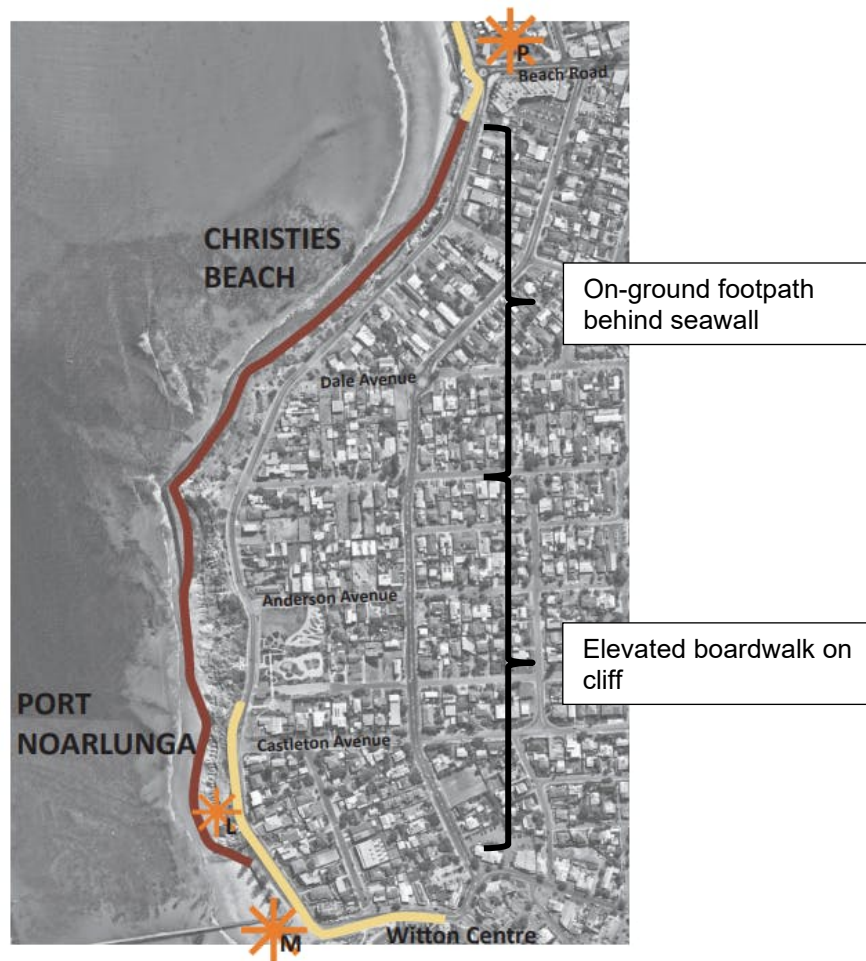 P
Beach Road
CHRISTIES
BEACH
On-ground footpath
behind seawall
Dale Avenue
Anderson Avenue
Elevated boardwalk on
cliff
PORT
NOARLUNGA
Castleton Avenue
L
M
Witton Centre